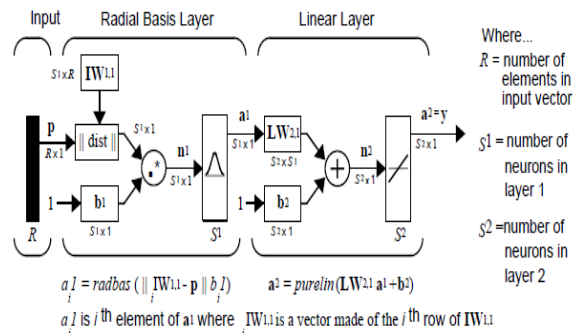 Input Radial Basis Layer Linear Layer
Where...
R = number of
elements in
input vector
S1 = number of
neurons in
layer 1
S2 = number of
neurons in
layer 2
S1xR IW1,1
p
Rx1
|| dist ||
S1x1
.*
n1
S1x1
1
b1
S1x1
R
S1
a1
S1x1
LW2,1
S2xS1
+
n2
S2x1
1
b2
S2x1
S2
a2=y
S2x1
ai1 = radbas ( || iIW1,1 - p || bi1) a2 = purelin(LW2,1 a1+b2)
ai1 is i th element of a1 where iIW1,1 is a vector made of the i th row of IW1,1